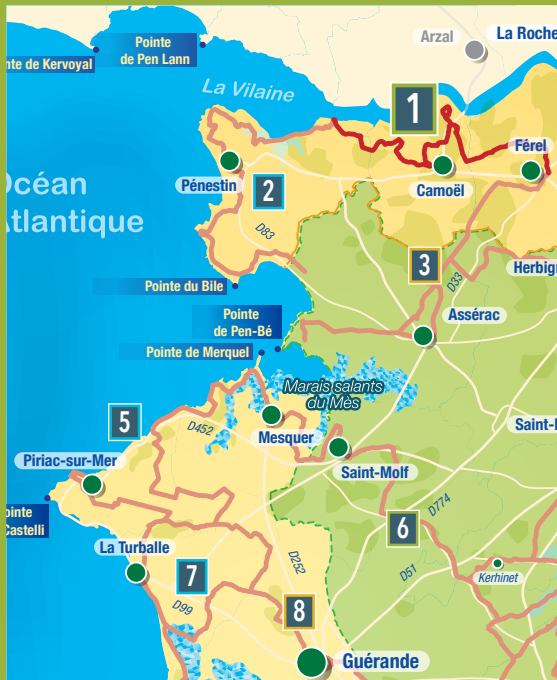 Arzal
La Roche
Pointe
de Pen Lann
nte de Kervoyal
La Vilaine
1
Férel
Pénestin
Camoël
2
Océan
Atlantique
D83
3
D33
Herbig
Pointe du Bile
Pointe
de Pen-Bé
Assérac
Pointe de Merquel
Marais salants
du Mès
5
D452
Mesquer
Saint-
Piriac-sur-Mer
Saint-Molf
ointe
Castelli
D774
6
La Turballe
D252
D51
Kerhinet
7
D99
8
Guérande